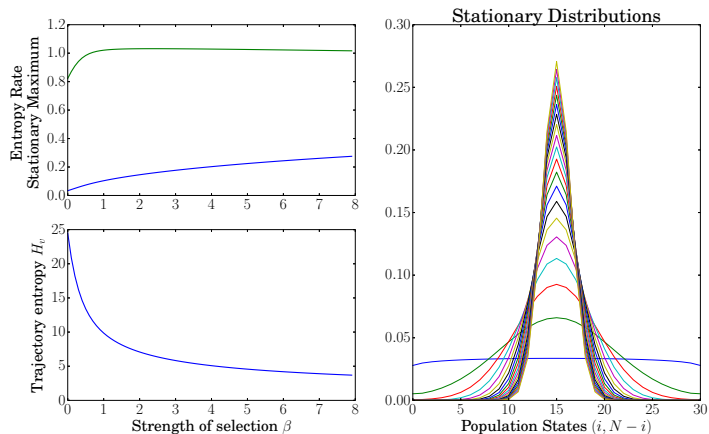 Entropy Rate
Stationary Maximum
1.2
1.0
0.8
0.6
0.4
0.2
0.0
0 1 2 3 4 5 6 7 8
Trajectory entropy H_v
25
20
15
10
5
0
0 1 2 3 4 5 6 7 8
Strength of selection β
Stationary Distributions
0.30
0.25
0.20
0.15
0.10
0.05
0.00
0 5 10 15 20 25 30
Population States (i, N − i)